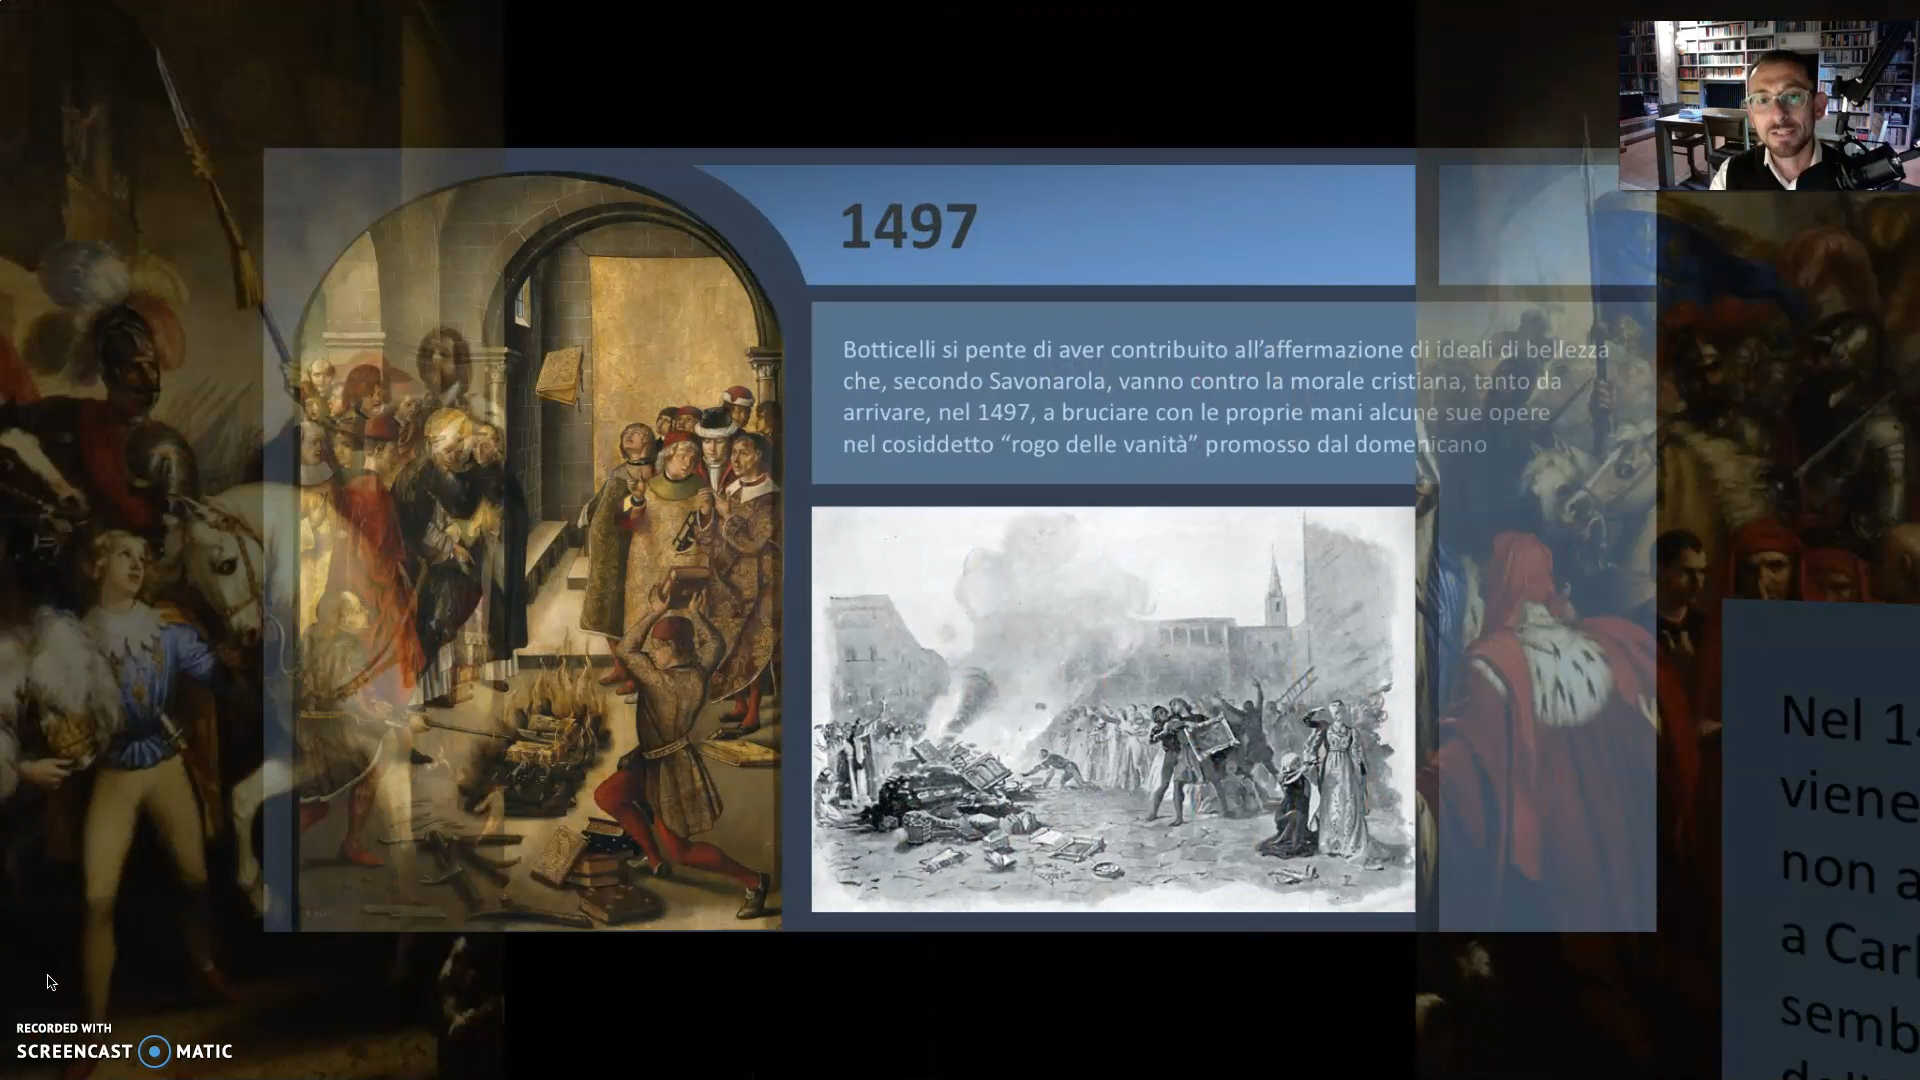 1497
Botticelli si pente di aver contribuito all’affermazione di ideali di bellezza
che, secondo Savonarola, vanno contro la morale cristiana, tanto da
arrivare, nel 1497, a bruciare con le proprie mani alcune sue opere
nel cosiddetto “rogo delle vanità” promosso dal domenicano
Nel 1
viene
non a
a Carl
semb
RECORDED WITH
SCREENCAST MATIC